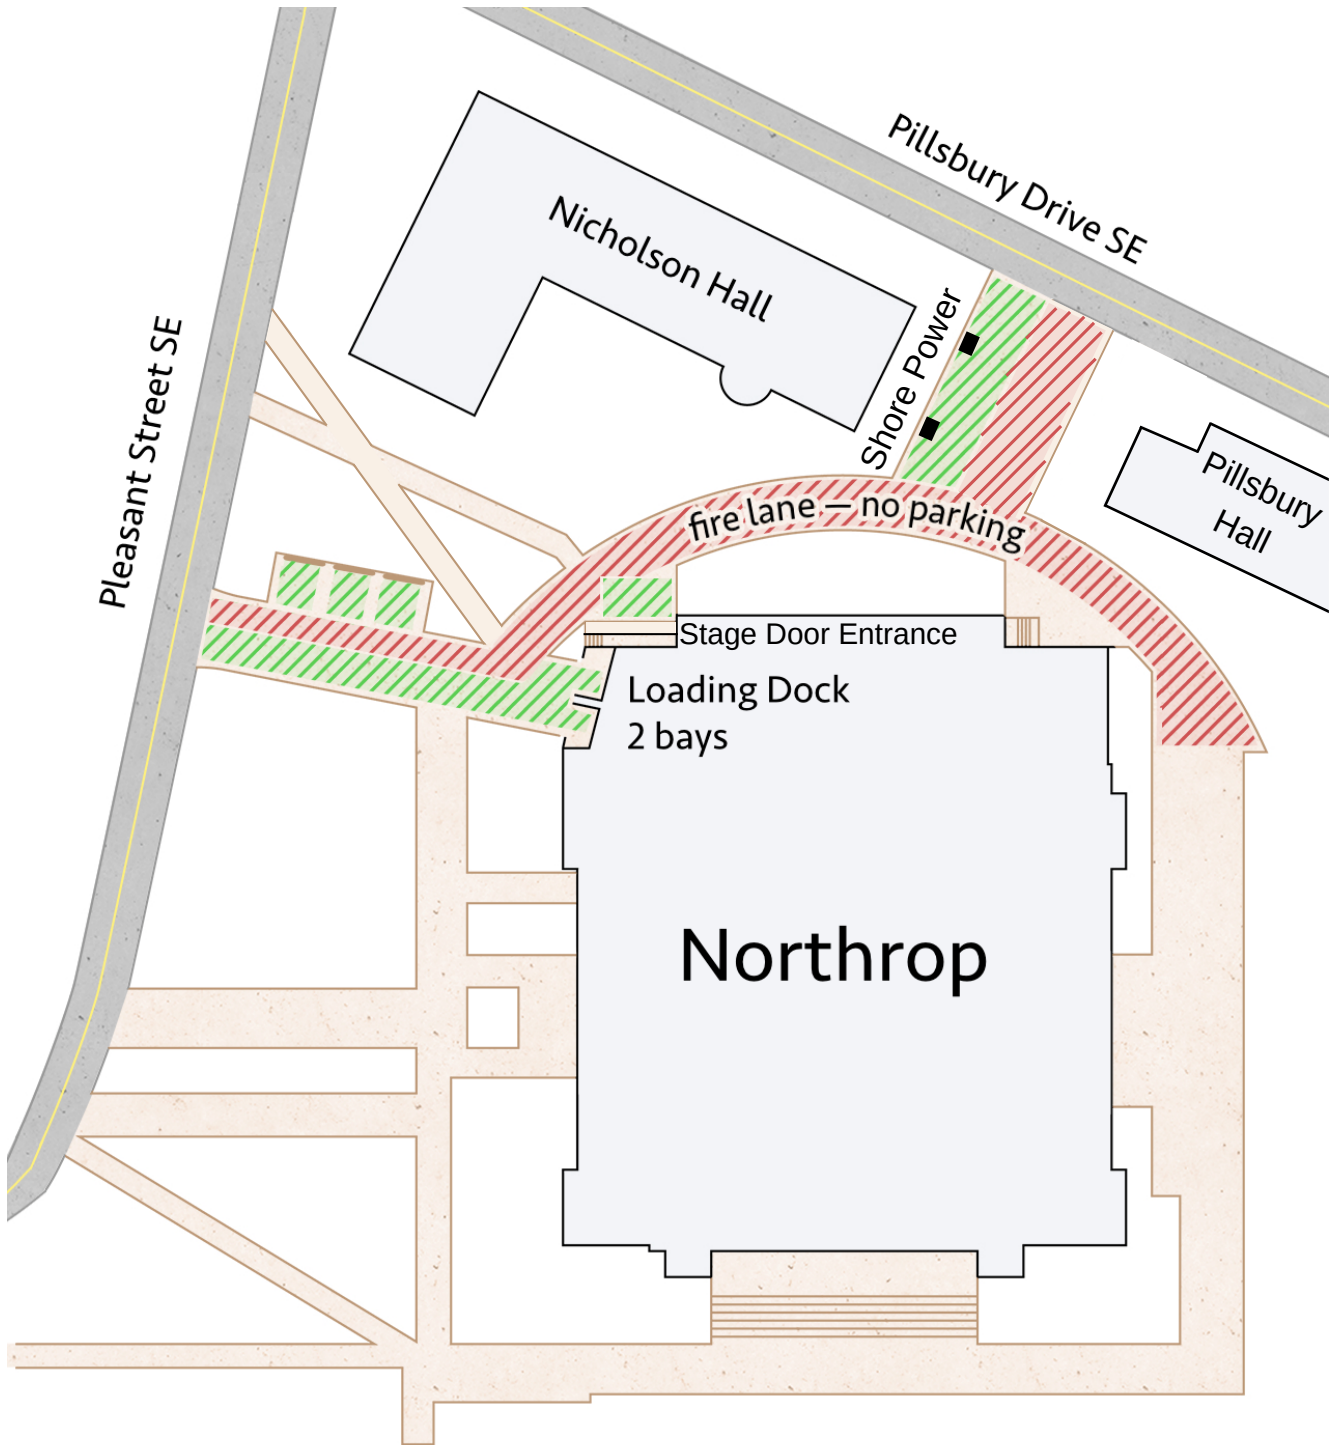 Pillsbury Drive SE
Nicholson Hall
Shore Power
Pleasant Street SE
Pillsbury
Hall
fire lane — no parking
Stage Door Entrance
Loading Dock
2 bays
Northrop